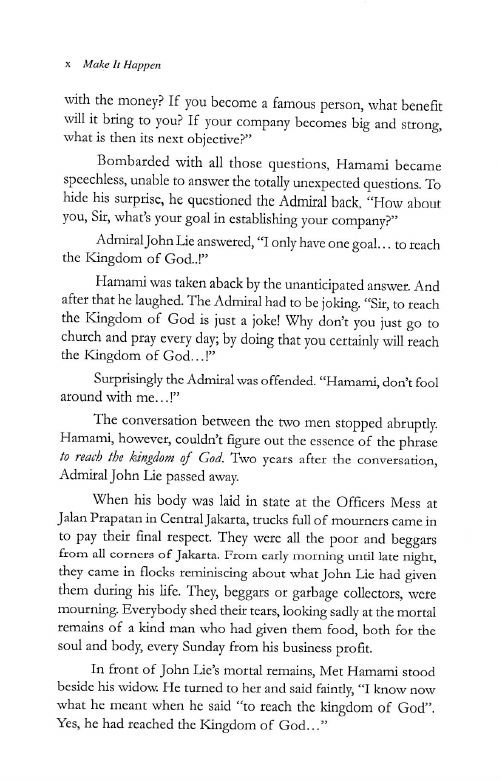 x Make It Happen
with the money? If you become a famous person, what benefit
will it bring to you? If your company becomes big and strong,
what is then its next objective?”
Bombarded with all those questions, Hamami became
speechless, unable to answer the totally unexpected questions. To
hide his surprise, he questioned the Admiral back, “How about
you, Sir, what’s your goal in establishing your company?”
Admiral John Lie answered, “I only have one goal… to reach
the Kingdom of God..!”
Hamami was taken aback by the unanticipated answer. And
after that he laughed. The Admiral had to be joking. “Sir, to reach
the Kingdom of God is just a joke! Why don’t you just go to
church and pray every day; by doing that you certainly will reach
the Kingdom of God…!”
Surprisingly the Admiral was offended. “Hamami, don’t fool
around with me…!”
The conversation between the two men stopped abruptly.
Hamami, however, couldn’t figure out the essence of the phrase
to reach the kingdom of God. Two years after the conversation,
Admiral John Lie passed away.
When his body was laid in state at the Officers Mess at
Jalan Prapatan in Central Jakarta, trucks full of mourners came in
to pay their final respect. They were all the poor and beggars
from all corners of Jakarta. From early morning until late night,
they came in flocks reminiscing about what John Lie had given
them during his life. They, beggars or garbage collectors, were
mourning. Everybody shed their tears, looking sadly at the mortal
remains of a kind man who had given them food, both for the
soul and body, every Sunday from his business profit.
In front of John Lie’s mortal remains, Met Hamami stood
beside his widow. He turned to her and said faintly, “I know now
what he meant when he said “to reach the kingdom of God”.
Yes, he had reached the Kingdom of God…”